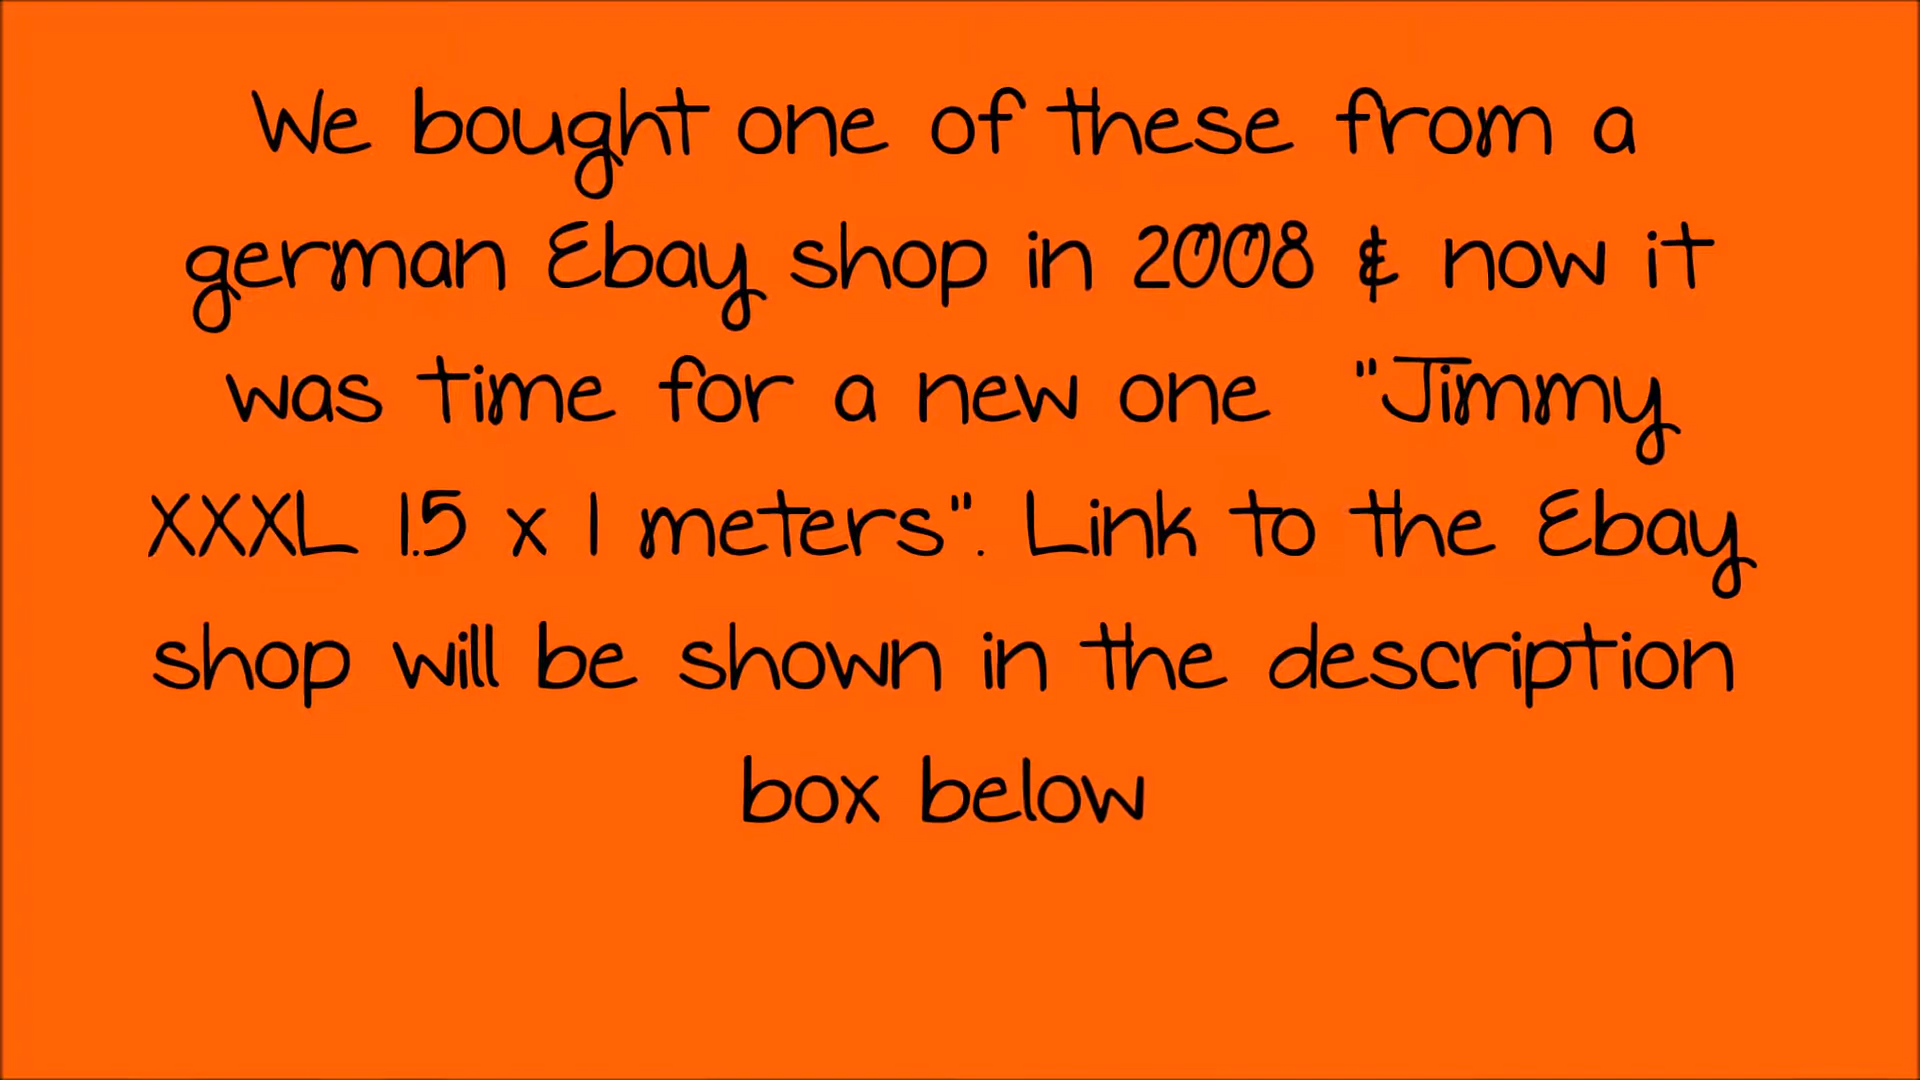 We bought one of these from a
german Ebay shop in 2008 & now it
was time for a new one "Jimmy
XXXL 1.5 x 1 meters". Link to the Ebay
shop will be shown in the description
box below